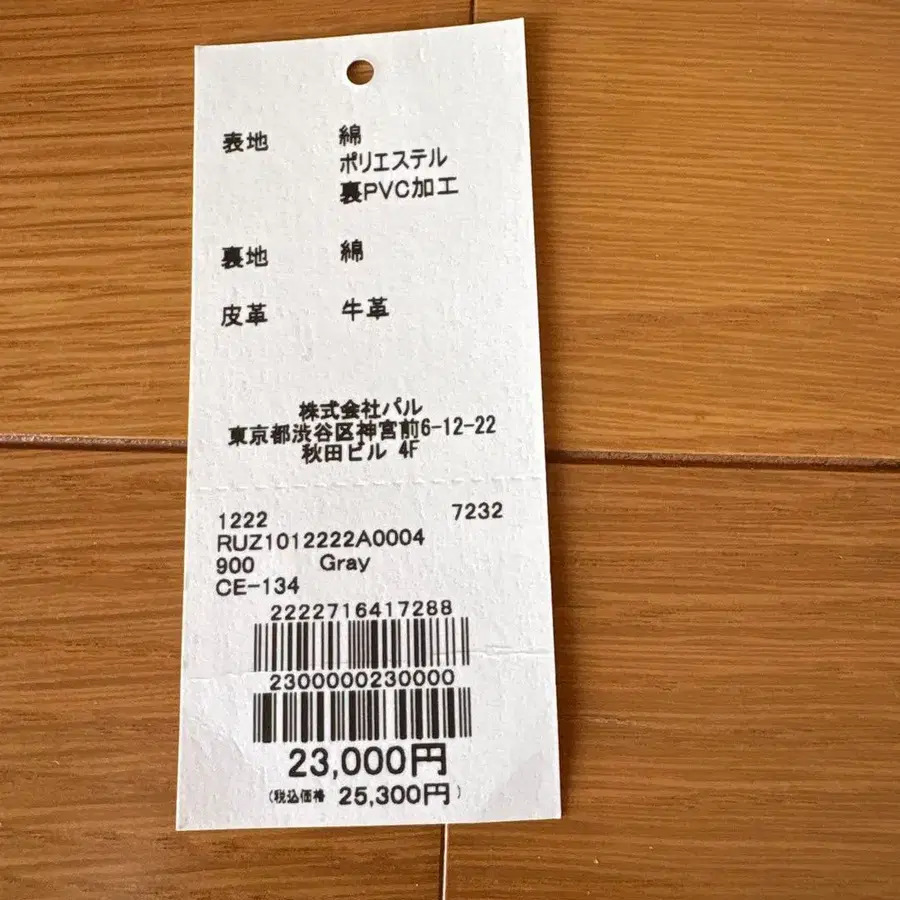 表地 綿
ポリエステル
裏PVC加工
裏地 綿
皮革 牛革
株式会社パル
東京都渋谷区神宮前6-12-22
秋田ビル 4F
1222 7232
RUZ1012222A0004
900 Gray
CE-134
2222716417288
2300000230000
23,000円
(税込価格 25,300円)